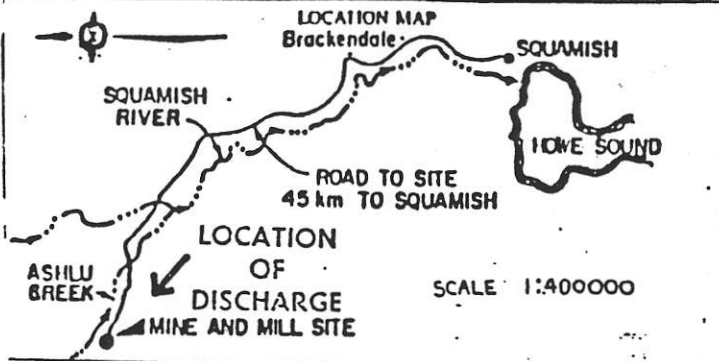 LOCATION MAP
Brackendale
SQUAMISH
SQUAMISH
RIVER
HOWE SOUND
ROAD TO SITE
45 km TO SQUAMISH
LOCATION
OF
DISCHARGE
ASHLU
CREEK
SCALE 1:400000
MINE AND MILL SITE